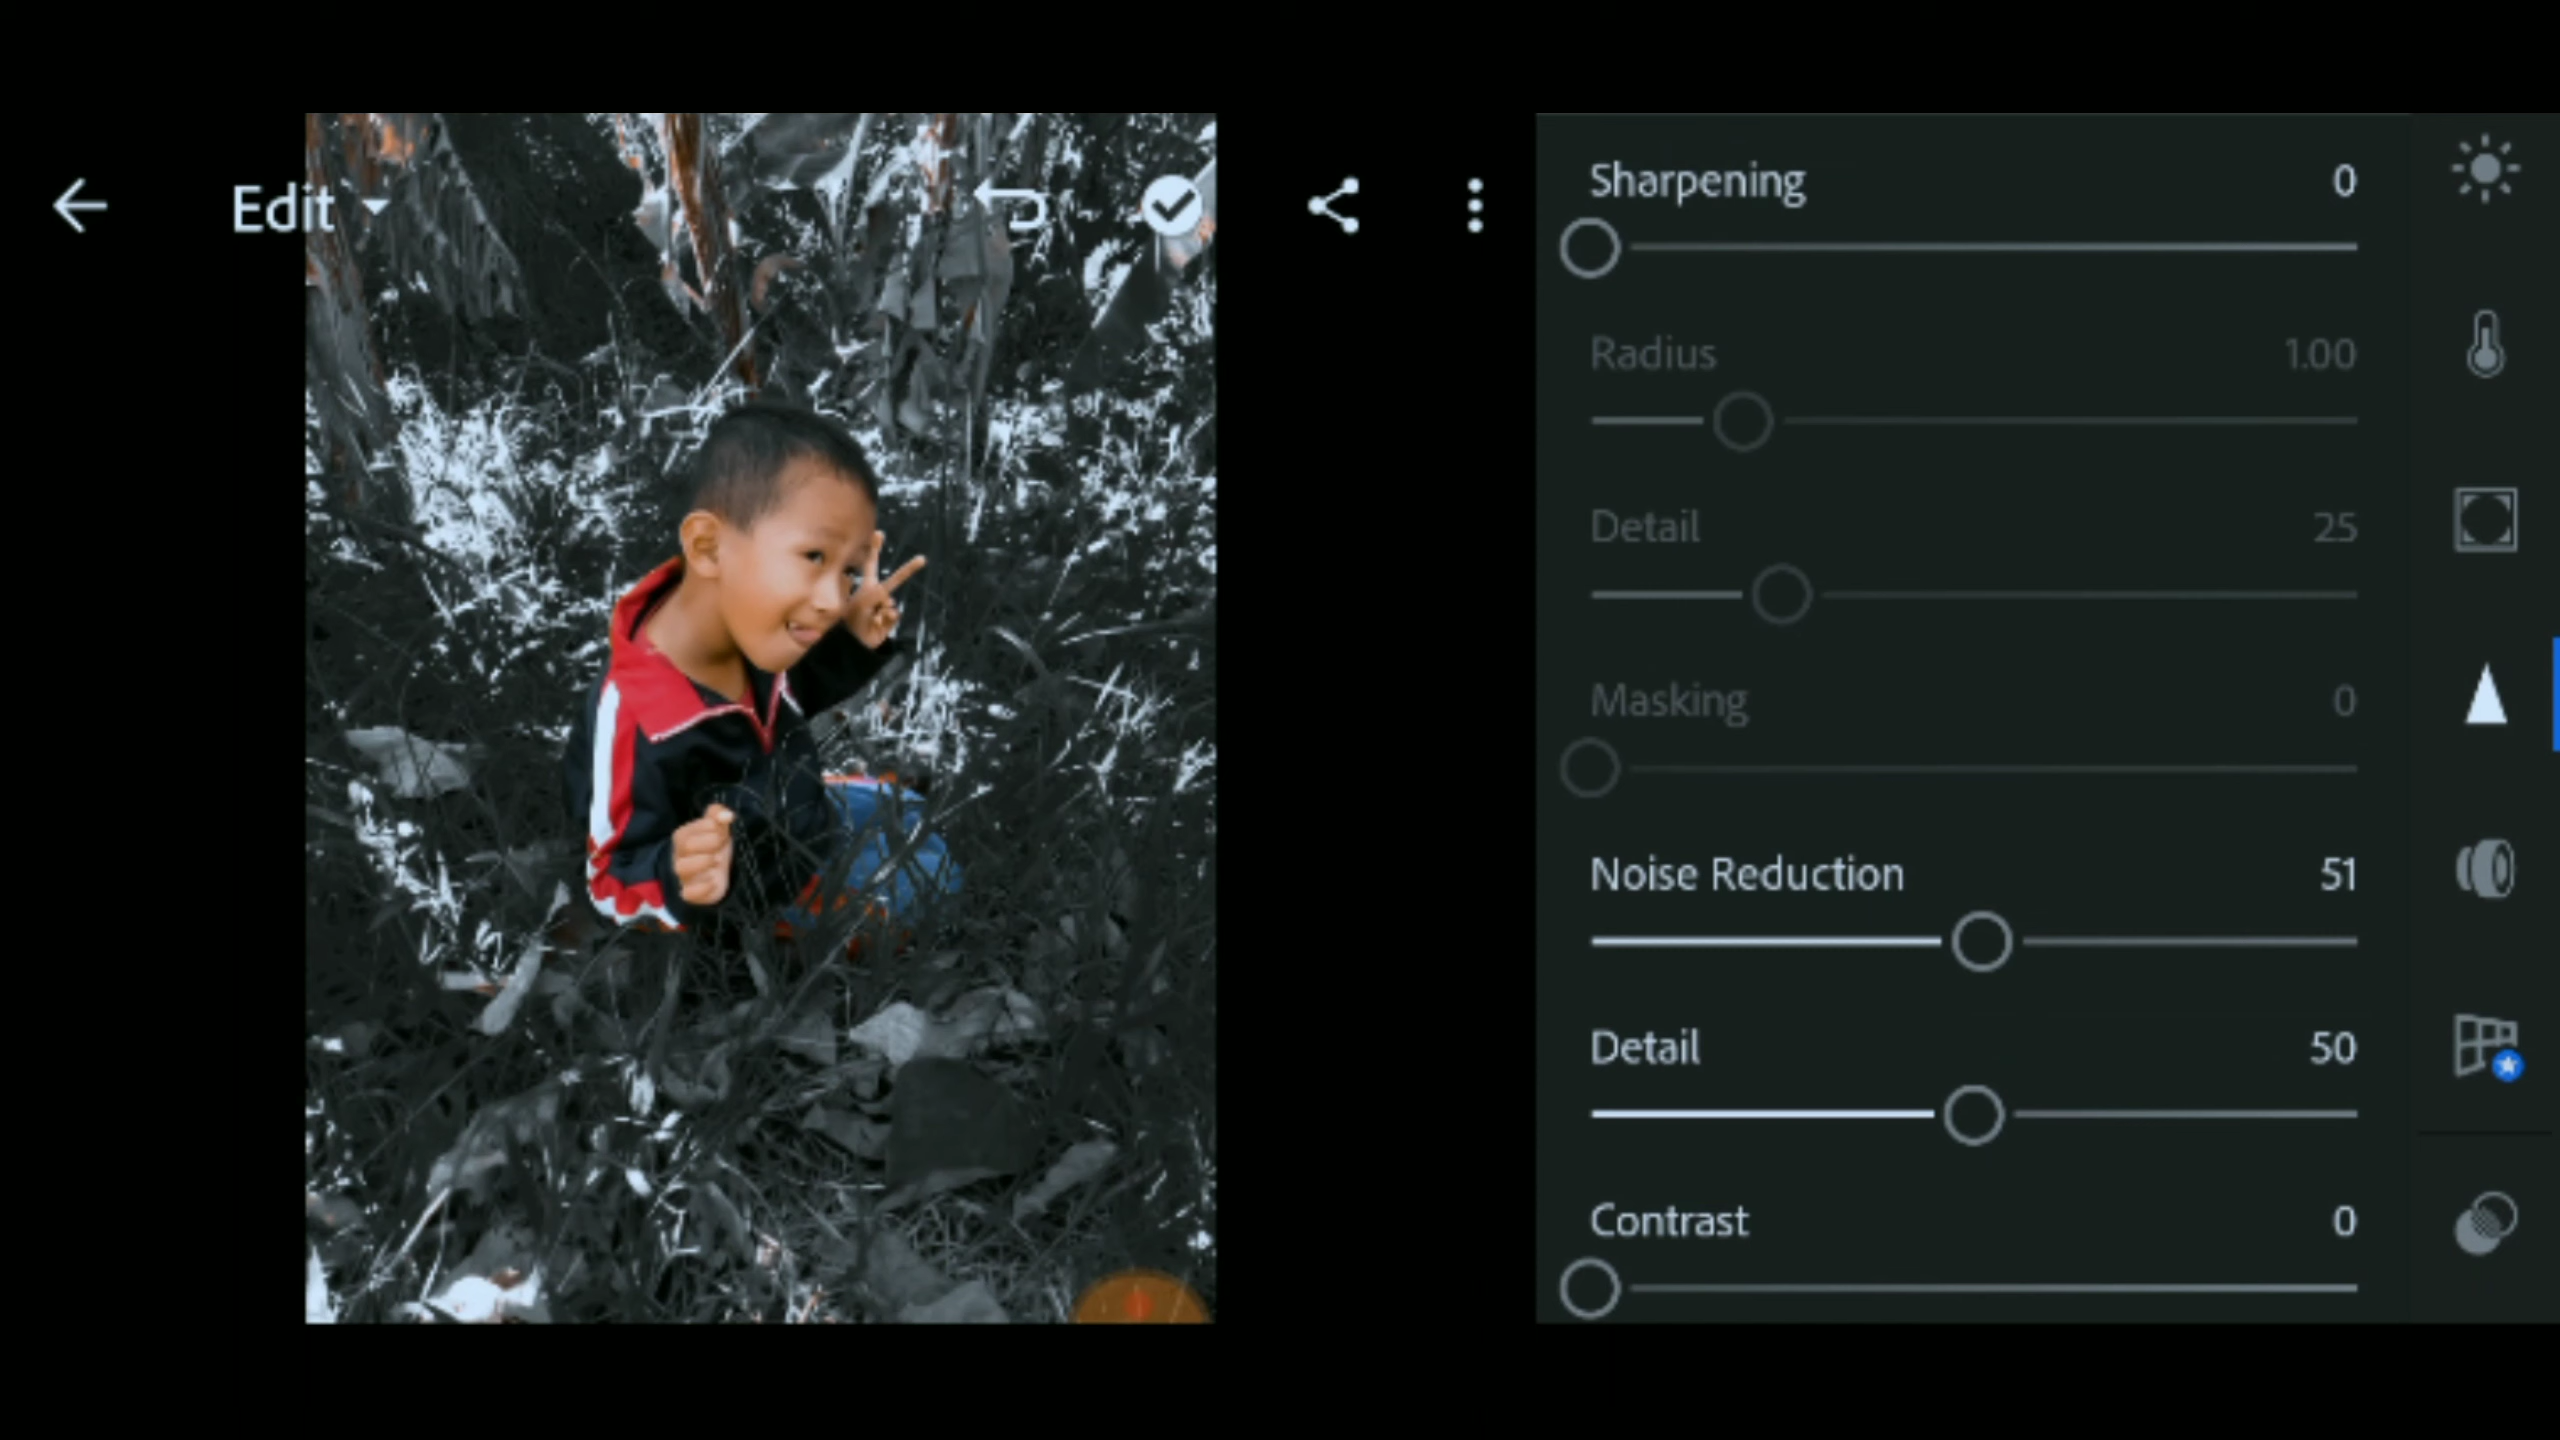 Edit
Sharpening 0
Radius 1.00
Detail 25
Masking 0
Noise Reduction 51
Detail 50
Contrast 0